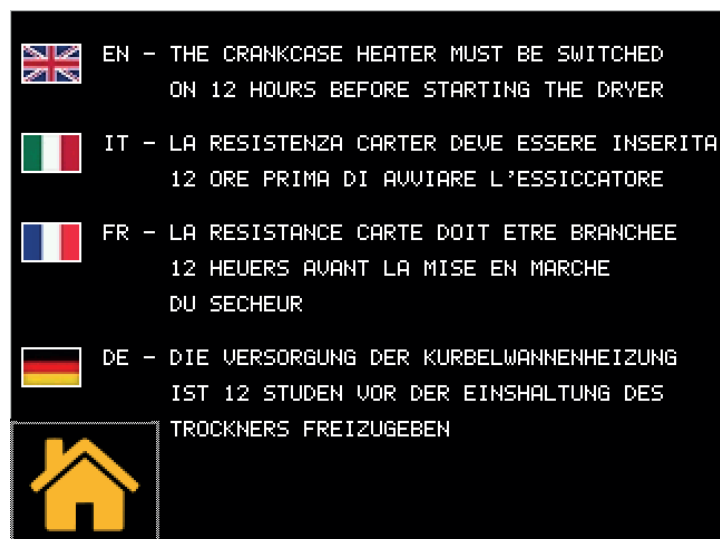 EN - THE CRANKCASE HEATER MUST BE SWITCHED
ON 12 HOURS BEFORE STARTING THE DRYER
IT - LA RESISTENZA CARTER DEVE ESSERE INSERITA
12 ORE PRIMA DI AVVIARE L'ESSICCATORE
FR - LA RESISTANCE CARTE DOIT ETRE BRANCHEE
12 HEUERS AVANT LA MISE EN MARCHE
DU SECHEUR
DE - DIE VERSORGUNG DER KURBELWANNENHEIZUNG
IST 12 STUDEN VOR DER EINSHALTUNG DES
TROCKNERS FREIZUGEBEN